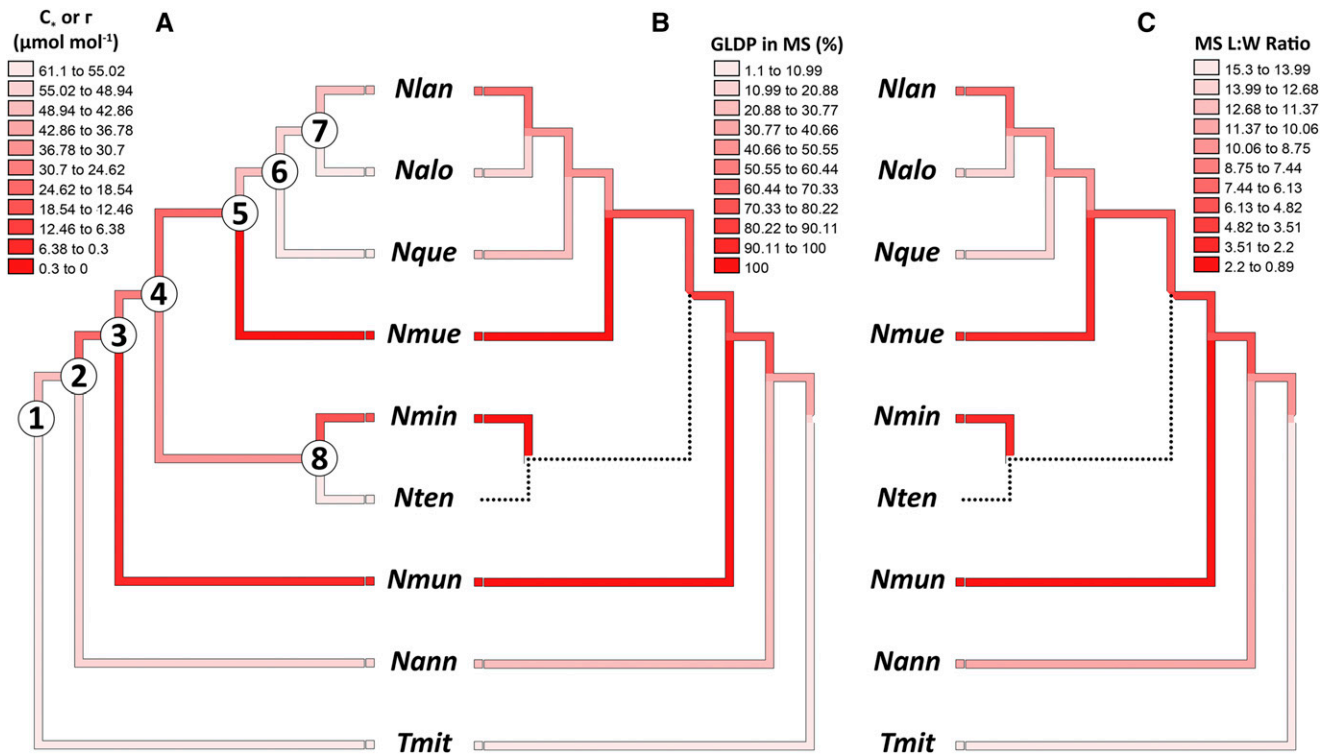 A
C* or Γ
(µmol mol⁻¹)
61.1 to 55.02
55.02 to 48.94
48.94 to 42.86
42.86 to 36.78
36.78 to 30.7
30.7 to 24.62
24.62 to 18.54
18.54 to 12.46
12.46 to 6.38
6.38 to 0.3
0.3 to 0
1
2
3
4
5
6
7
8
Nlan
Nalo
Nque
Nmue
Nmin
Nten
Nmun
Nann
Tmit
B
GLDP in MS (%)
1.1 to 10.99
10.99 to 20.88
20.88 to 30.77
30.77 to 40.66
40.66 to 50.55
50.55 to 60.44
60.44 to 70.33
70.33 to 80.22
80.22 to 90.11
90.11 to 100
100
Nlan
Nalo
Nque
Nmue
Nmin
Nten
Nmun
Nann
Tmit
C
MS L:W Ratio
15.3 to 13.99
13.99 to 12.68
12.68 to 11.37
11.37 to 10.06
10.06 to 8.75
8.75 to 7.44
7.44 to 6.13
6.13 to 4.82
4.82 to 3.51
3.51 to 2.2
2.2 to 0.89